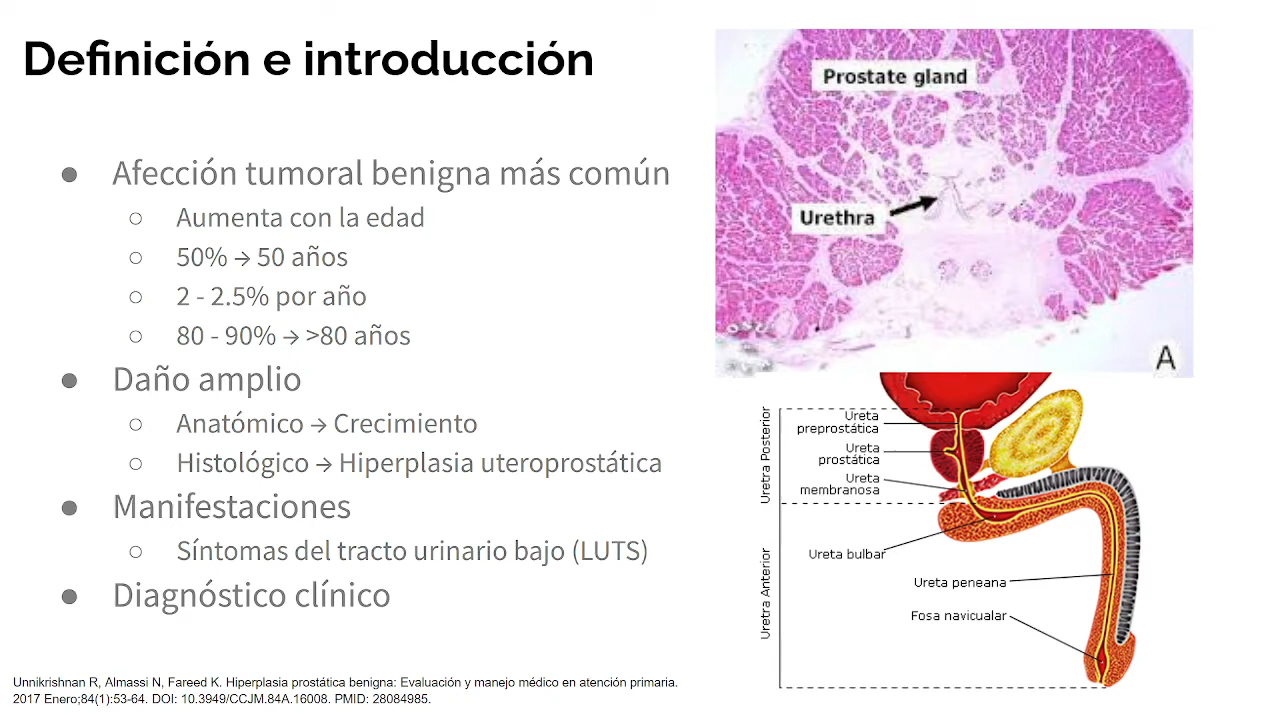 Definición e introducción
● Afección tumoral benigna más común
○ Aumenta con la edad
○ 50% → 50 años
○ 2 - 2.5% por año
○ 80 - 90% → >80 años
● Daño amplio
○ Anatómico → Crecimiento
○ Histológico → Hiperplasia uteroprostática
● Manifestaciones
○ Síntomas del tracto urinario bajo (LUTS)
● Diagnóstico clínico
Unnikrishnan R, Almassi N, Fareed K. Hiperplasia prostática benigna: Evaluación y manejo médico en atención primaria.
2017 Enero;84(1):53-64. DOI: 10.3949/CCJM.84A.16008. PMID: 28084985.
Prostate gland
Urethra
A
Uretra Posterior
Ureta
preprostática
Ureta
prostática
Ureta
membranosa
Uretra Anterior
Ureta bulbar
Ureta peneana
Fosa navicualar